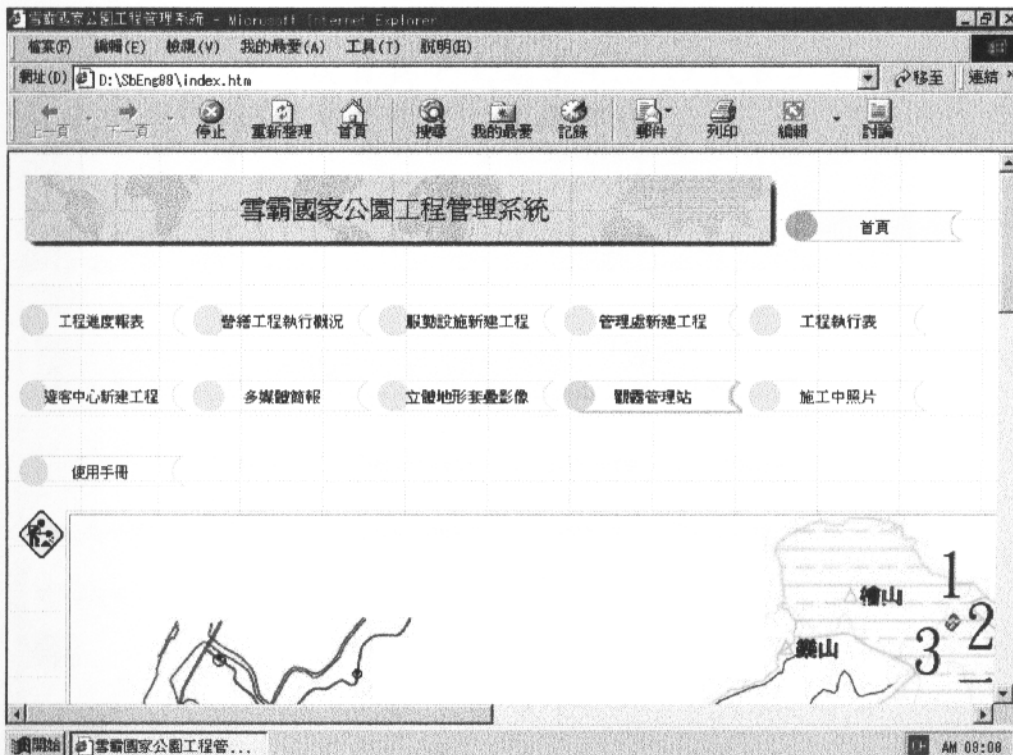 雪霸國家公園工程管理系統 - Microsoft Internet Explorer
檔案(F) 編輯(E) 檢視(V) 我的最愛(A) 工具(T) 說明(H)
網址(D) D:\SbEng88\index.htm 移至 連結 »
上一頁 下一頁 停止 重新整理 首頁 搜尋 我的最愛 記錄 郵件 列印 編輯 討論
雪霸國家公園工程管理系統
首頁
工程進度報表 營繕工程執行概況 服勤設施新建工程 管理處新建工程 工程執行表
遊客中心新建工程 多媒體簡報 立體地形套疊影像 觀霧管理站 施工中照片
使用手冊
檜山
樂山
1
2
3
開始 雪霸國家公園工程管... AM 09:08